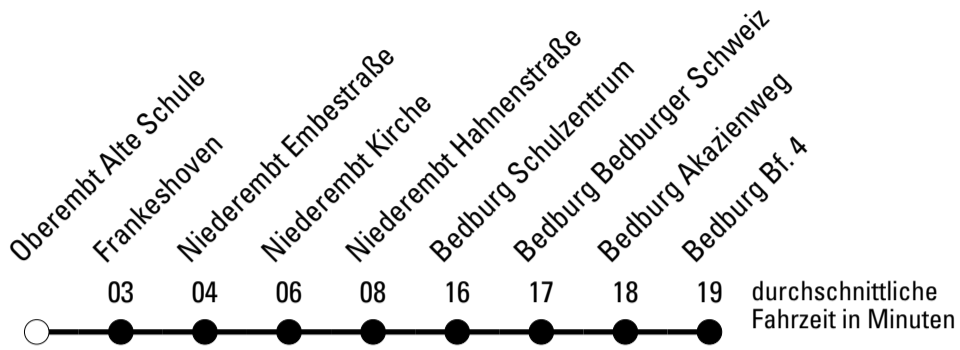 Oberembt Alte Schule
Frankeshoven
Niederembt Embestraße
Niederembt Kirche
Niederembt Hahnenstraße
Bedburg Schulzentrum
Bedburg Bedburger Schweiz
Bedburg Akazienweg
Bedburg Bf. 4
03 04 06 08 16 17 18 19
durchschnittliche
Fahrzeit in Minuten